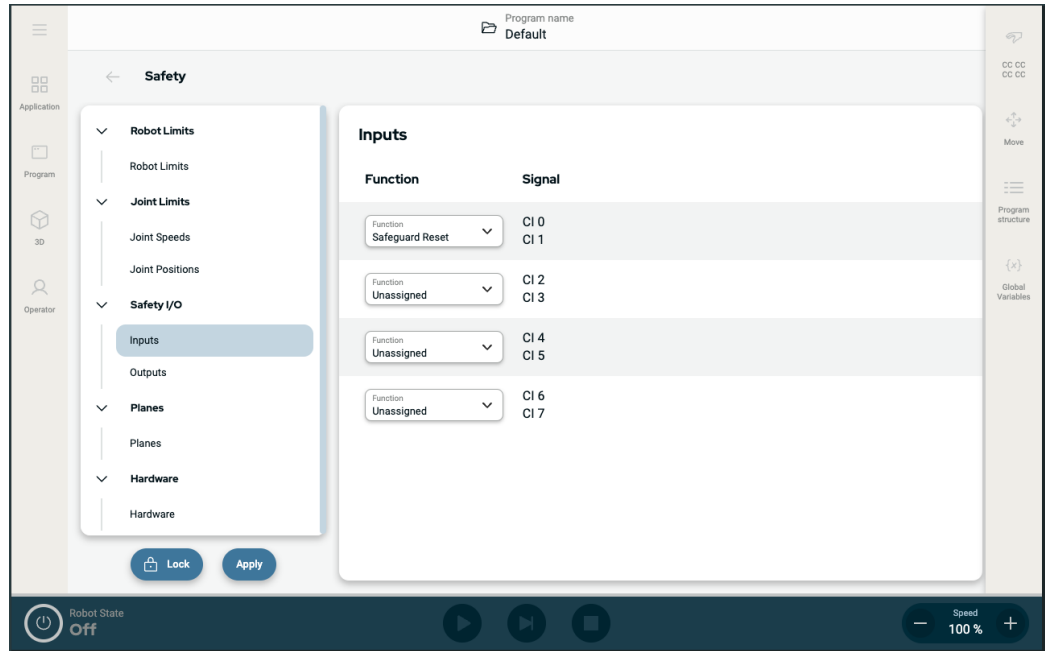 Program name
Default
CC CC
CC CC
Application
Program
3D
Operator
Move
Program
structure
{x}
Global
Variables
Safety
Robot Limits
Robot Limits
Joint Limits
Joint Speeds
Joint Positions
Safety I/O
Inputs
Outputs
Planes
Planes
Hardware
Hardware
Lock
Apply
Inputs
Function Signal
Function
Safeguard Reset
CI 0
CI 1
Function
Unassigned
CI 2
CI 3
Function
Unassigned
CI 4
CI 5
Function
Unassigned
CI 6
CI 7
Robot State
Off
Speed
100 %